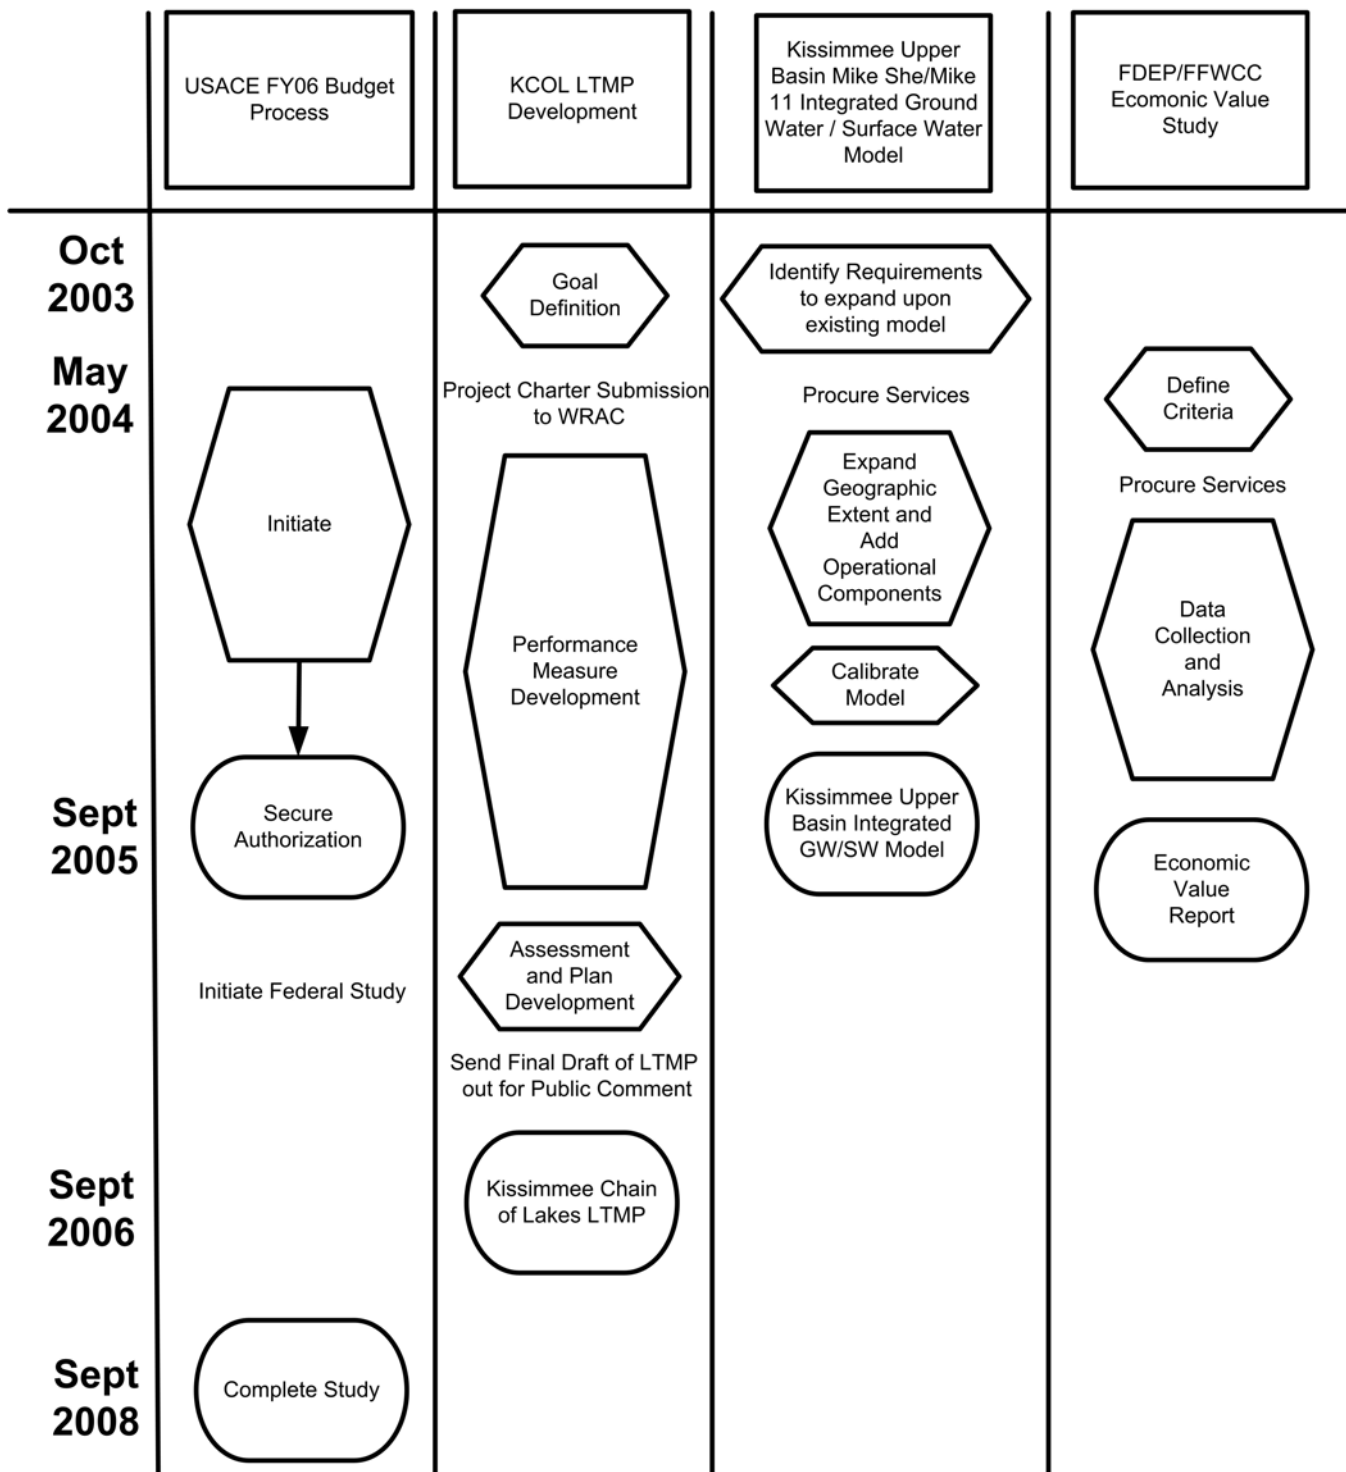 USACE FY06 Budget
Process
KCOL LTMP
Development
Kissimmee Upper
Basin Mike She/Mike
11 Integrated Ground
Water / Surface Water
Model
FDEP/FFWCC
Ecomonic Value
Study
Oct
2003
Goal
Definition
Identify Requirements
to expand upon
existing model
May
2004
Project Charter Submission
to WRAC
Procure Services
Define
Criteria
Initiate
Expand
Geographic
Extent and
Add
Operational
Components
Procure Services
Performance
Measure
Development
Calibrate
Model
Data
Collection
and
Analysis
Sept
2005
Secure
Authorization
Kissimmee Upper
Basin Integrated
GW/SW Model
Economic
Value
Report
Initiate Federal Study
Assessment
and Plan
Development
Send Final Draft of LTMP
out for Public Comment
Sept
2006
Kissimmee Chain
of Lakes LTMP
Sept
2008
Complete Study